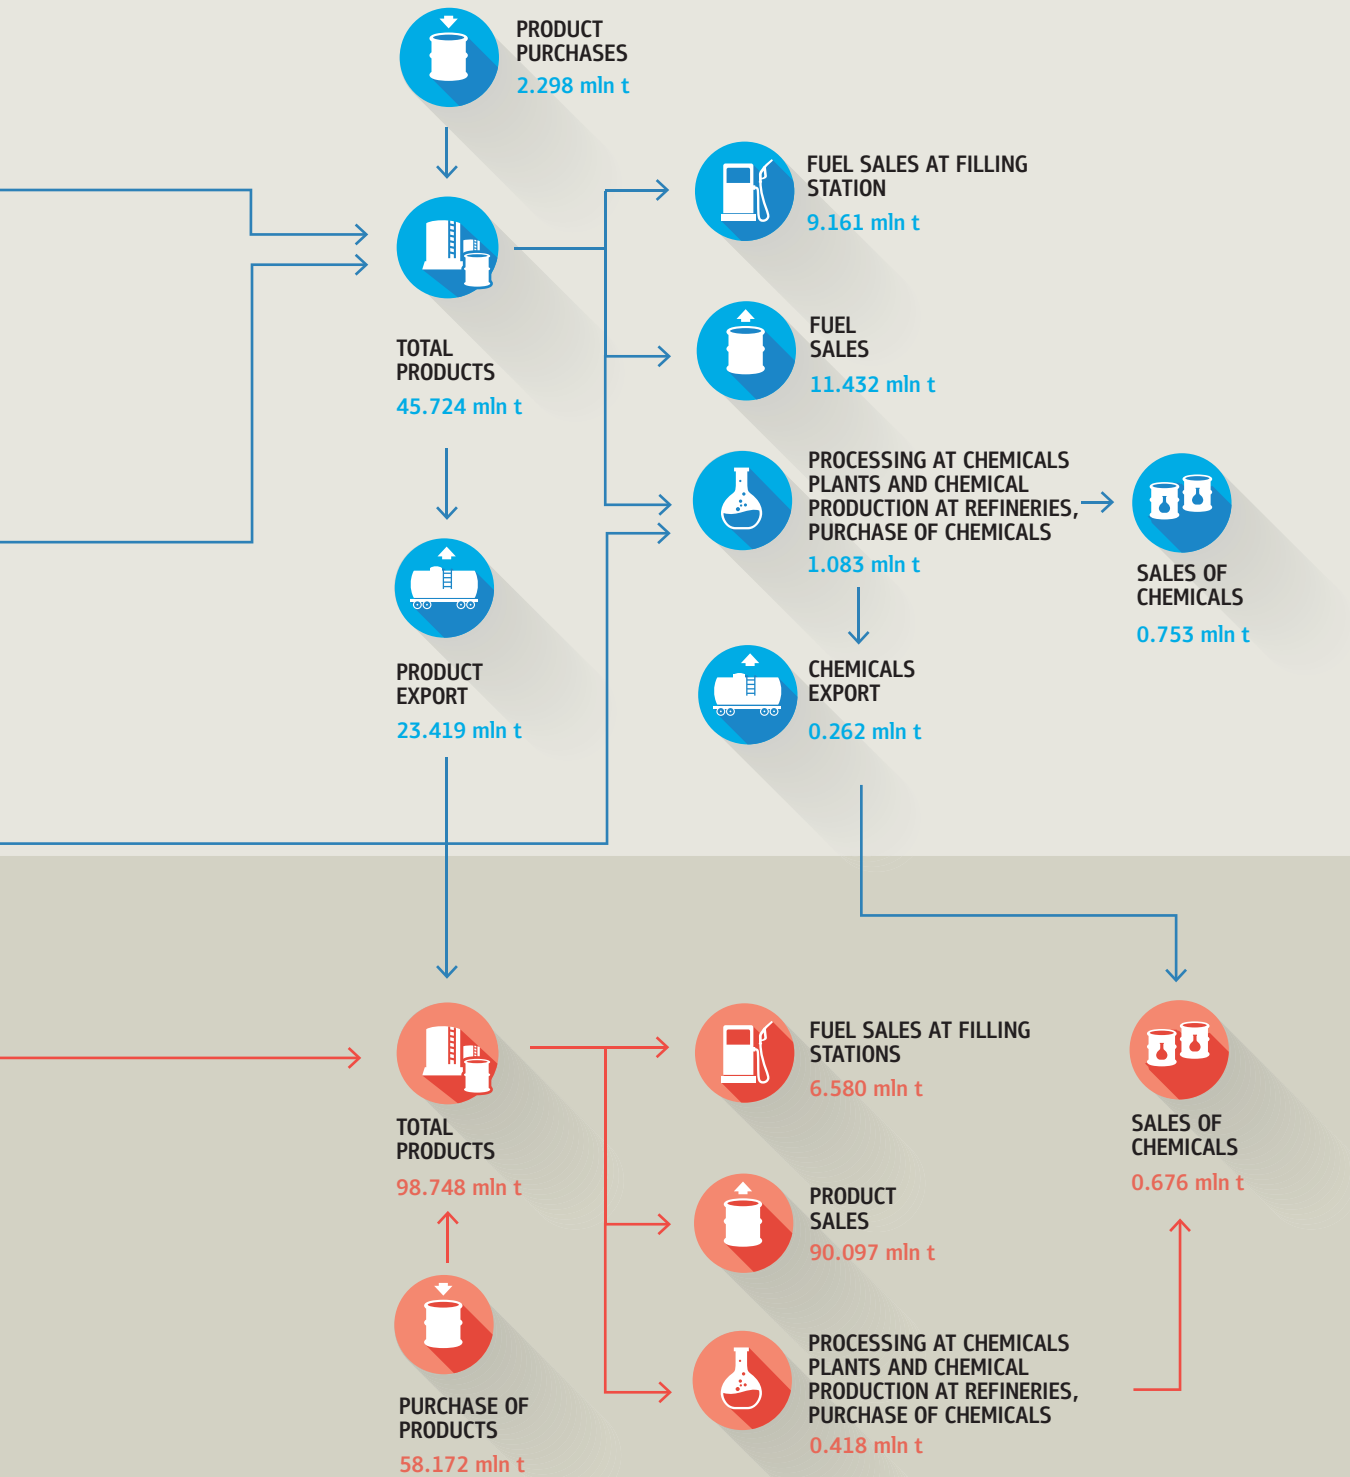 PRODUCT
PURCHASES
2.298 mln t
FUEL SALES AT FILLING
STATION
9.161 mln t
TOTAL
PRODUCTS
45.724 mln t
FUEL
SALES
11.432 mln t
PROCESSING AT CHEMICALS
PLANTS AND CHEMICAL
PRODUCTION AT REFINERIES,
PURCHASE OF CHEMICALS
1.083 mln t
SALES OF
CHEMICALS
0.753 mln t
PRODUCT
EXPORT
23.419 mln t
CHEMICALS
EXPORT
0.262 mln t
TOTAL
PRODUCTS
98.748 mln t
FUEL SALES AT FILLING
STATIONS
6.580 mln t
SALES OF
CHEMICALS
0.676 mln t
PRODUCT
SALES
90.097 mln t
PURCHASE OF
PRODUCTS
58.172 mln t
PROCESSING AT CHEMICALS
PLANTS AND CHEMICAL
PRODUCTION AT REFINERIES,
PURCHASE OF CHEMICALS
0.418 mln t